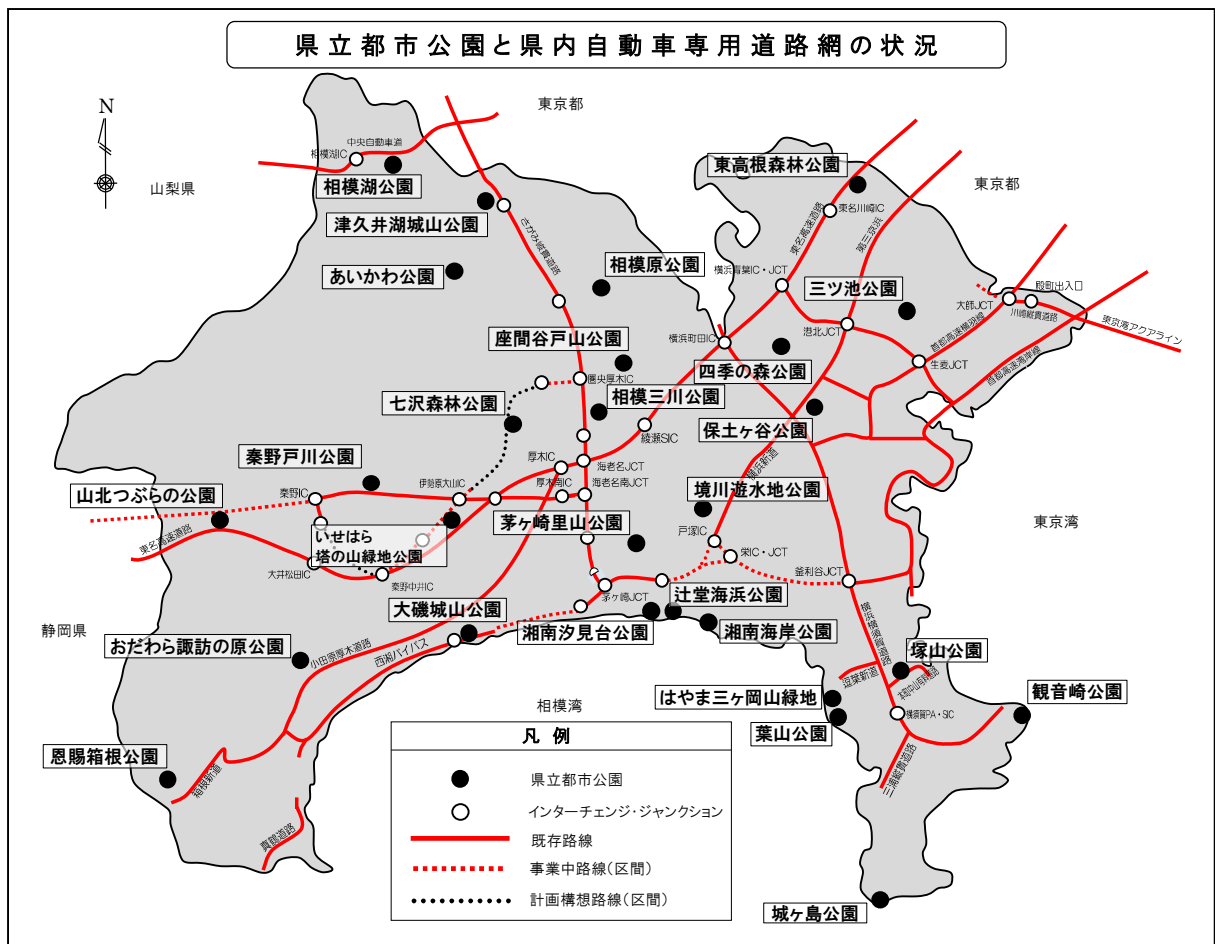 県立都市公園と県内自動車専用道路網の状況
N
東京都
山梨県
中央自動車道
相模湖IC
相模湖公園
津久井湖城山公園
さがみ縦貫道路
あいかわ公園
相模原公園
東高根森林公園
東京都
東名川崎IC
東名高速道路
第三京浜
横浜青葉IC・JCT
三ツ池公園
殿町出入口
大師JCT
川崎縦貫道路
東京湾アクアライン
港北JCT
首都高速横羽線
生麦JCT
首都高速湾岸線
座間谷戸山公園
横浜町田IC
四季の森公園
圏央厚木IC
相模三川公園
七沢森林公園
保土ヶ谷公園
綾瀬SIC
横浜新道
秦野戸川公園
厚木IC
海老名JCT
伊勢原大山IC
厚木南IC
海老名南JCT
山北つぶらの公園
秦野IC
境川遊水地公園
東京湾
茅ヶ崎里山公園
いせはら
塔の山緑地公園
戸塚IC
東名高速道路
栄IC・JCT
大井松田IC
秦野中井IC
釜利谷JCT
茅ヶ崎JCT
辻堂海浜公園
大磯城山公園
湘南汐見台公園
湘南海岸公園
静岡県
おだわら諏訪の原公園
小田原厚木道路
西湘バイパス
横浜横須賀道路
塚山公園
逗葉新道
本町中山有料道路
はやま三ヶ岡山緑地
観音崎公園
相模湾
横須賀PA・SIC
葉山公園
恩賜箱根公園
箱根新道
三浦縦貫道路
真鶴道路
凡例
県立都市公園
インターチェンジ・ジャンクション
既存路線
事業中路線(区間)
計画構想路線(区間)
城ヶ島公園